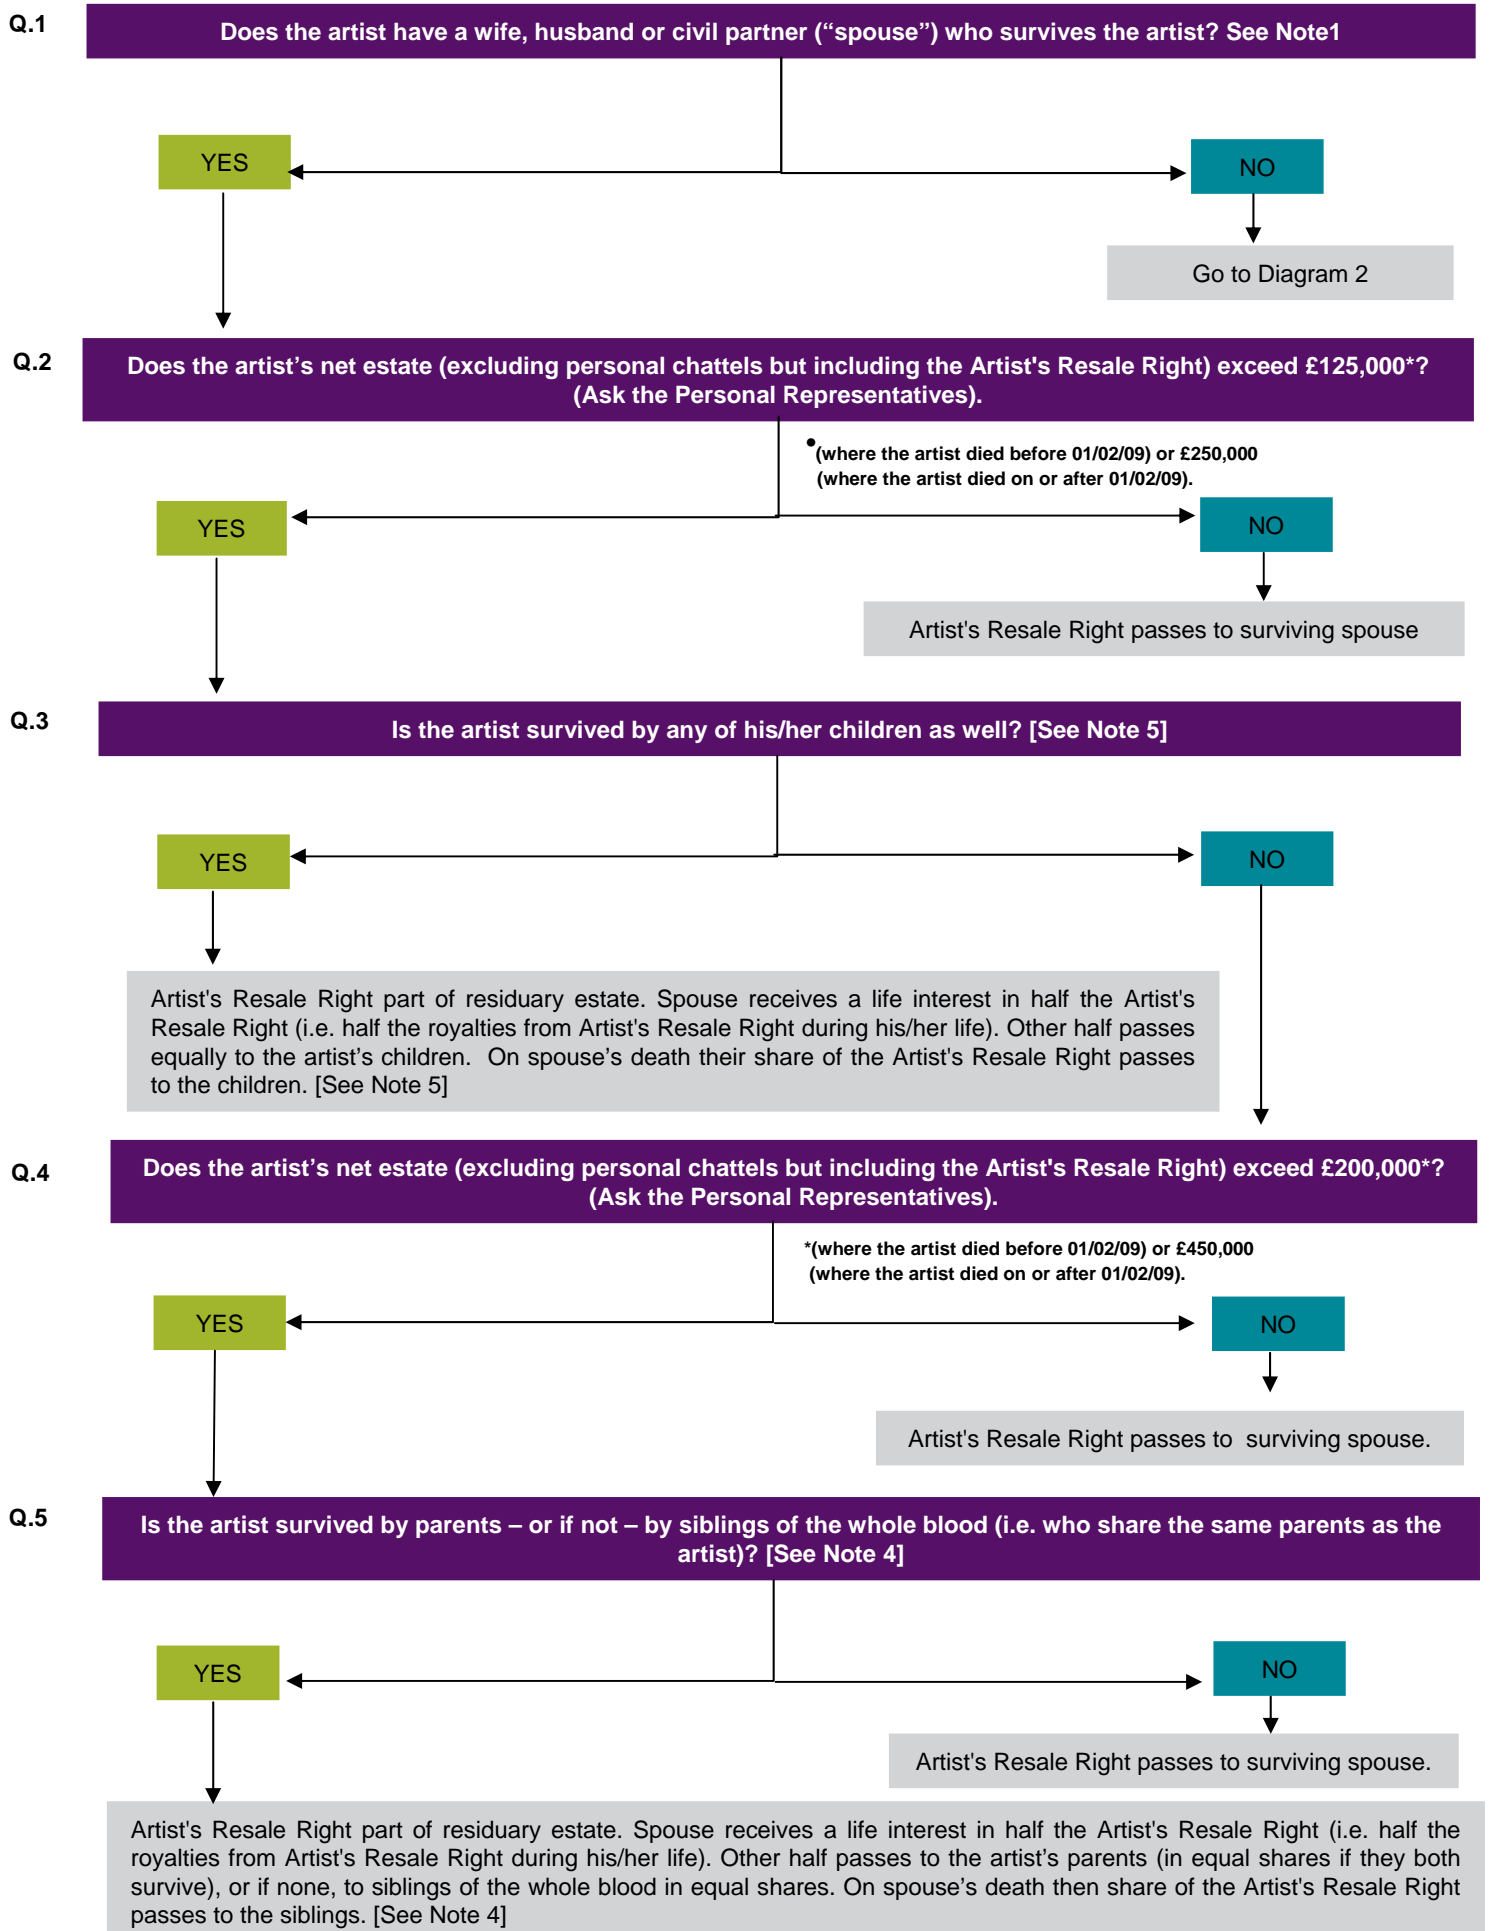 Q.1
Does the artist have a wife, husband or civil partner (“spouse”) who survives the artist? See Note1
YES
NO
Go to Diagram 2
Q.2
Does the artist’s net estate (excluding personal chattels but including the Artist's Resale Right) exceed £125,000*?
(Ask the Personal Representatives).
•(where the artist died before 01/02/09) or £250,000
(where the artist died on or after 01/02/09).
YES
NO
Artist's Resale Right passes to surviving spouse
Q.3
Is the artist survived by any of his/her children as well? [See Note 5]
YES
NO
Artist's Resale Right part of residuary estate. Spouse receives a life interest in half the Artist's
Resale Right (i.e. half the royalties from Artist's Resale Right during his/her life). Other half passes
equally to the artist’s children. On spouse’s death their share of the Artist's Resale Right passes
to the children. [See Note 5]
Q.4
Does the artist’s net estate (excluding personal chattels but including the Artist's Resale Right) exceed £200,000*?
(Ask the Personal Representatives).
*(where the artist died before 01/02/09) or £450,000
(where the artist died on or after 01/02/09).
YES
NO
Artist's Resale Right passes to surviving spouse.
Q.5
Is the artist survived by parents – or if not – by siblings of the whole blood (i.e. who share the same parents as the
artist)? [See Note 4]
YES
NO
Artist's Resale Right passes to surviving spouse.
Artist's Resale Right part of residuary estate. Spouse receives a life interest in half the Artist's Resale Right (i.e. half the
royalties from Artist's Resale Right during his/her life). Other half passes to the artist’s parents (in equal shares if they both
survive), or if none, to siblings of the whole blood in equal shares. On spouse’s death then share of the Artist's Resale Right
passes to the siblings. [See Note 4]